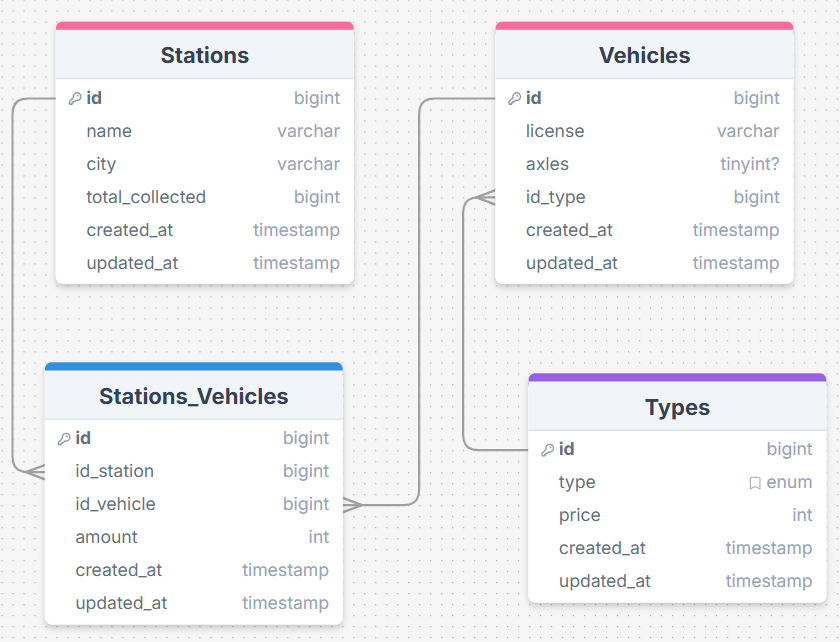 Stations
id bigint
name varchar
city varchar
total_collected bigint
created_at timestamp
updated_at timestamp
Vehicles
id bigint
license varchar
axles tinyint?
id_type bigint
created_at timestamp
updated_at timestamp
Stations_Vehicles
id bigint
id_station bigint
id_vehicle bigint
amount int
created_at timestamp
updated_at timestamp
Types
id bigint
type enum
price int
created_at timestamp
updated_at timestamp